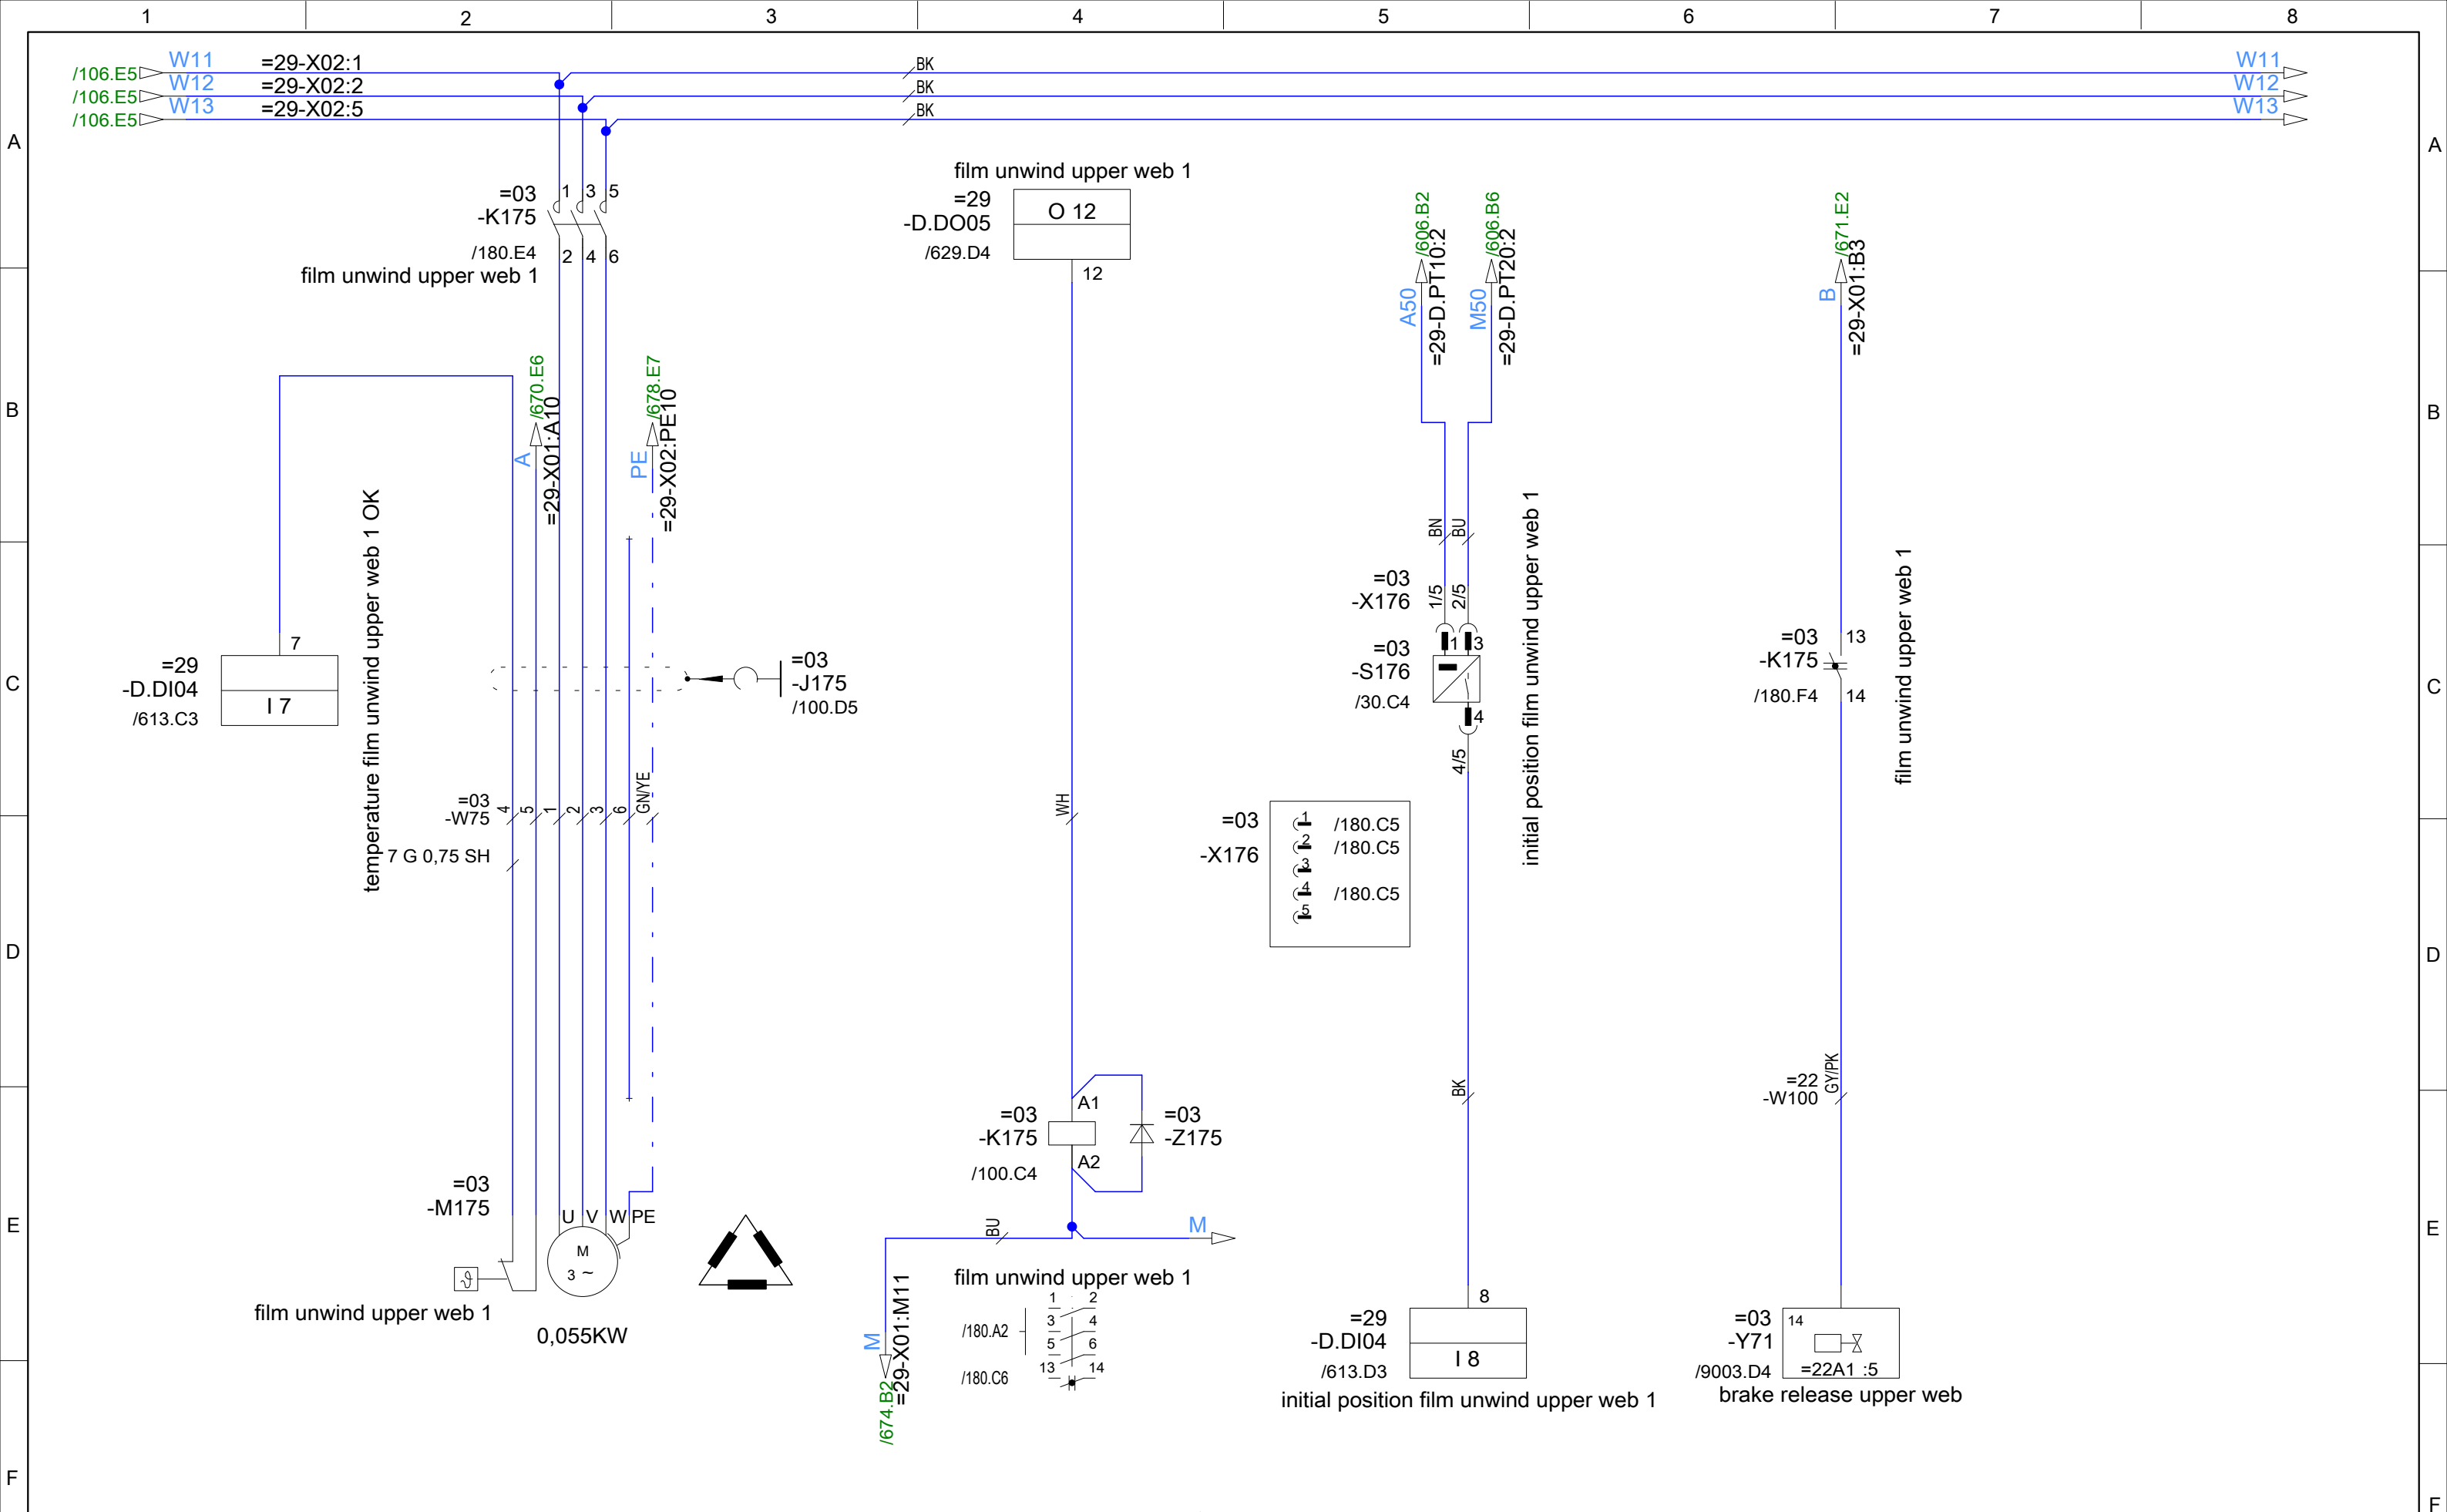 1 2 3 4 5 6 7 8
/106.E5 W11 =29-X02:1 BK W11
/106.E5 W12 =29-X02:2 BK W12
/106.E5 W13 =29-X02:5 BK W13
A A
=03
-K175
/180.E4
film unwind upper web 1
1 3 5
2 4 6
film unwind upper web 1
=29
-D.DO05
/629.D4
O 12
12
/606.B2
=29-D.PT10:2
A50
/606.B6
=29-D.PT20:2
M50
/671.E2
=29-X01:B3
B
B B
/670.E6
=29-X01:A10
A
/678.E7
=29-X02:PE10
PE
temperature film unwind upper web 1 OK
7
=29
-D.DI04
/613.C3
I 7
=03
-J175
/100.D5
BN BU
=03
-X176
1/5 2/5
=03
-S176
/30.C4
1 3
4
4/5
initial position film unwind upper web 1
=03
-K175
/180.F4
13
14
film unwind upper web 1
C C
=03
-W75
4 5 1 2 3 6 GN/YE
7 G 0,75 SH
WH
=03
-X176
1 /180.C5
2 /180.C5
3
4 /180.C5
5
D D
=22
-W100
GY/PK
BK
=03
-K175
/100.C4
A1
A2
=03
-Z175
=03
-M175
U V W PE
M
3 ~
film unwind upper web 1
0,055KW
E E
BU
M
M
=29-X01:M11
/674.B2
film unwind upper web 1
1 2
/180.A2 3 4
5 6
/180.C6 13 14
8
=29
-D.DI04
/613.D3
I 8
initial position film unwind upper web 1
=03
-Y71
/9003.D4
14
=22A1 :5
brake release upper web
F F